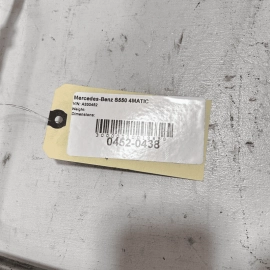 Mercedes-Benz S550 4MATIC
Weight:
Dimensions:
0452-0438